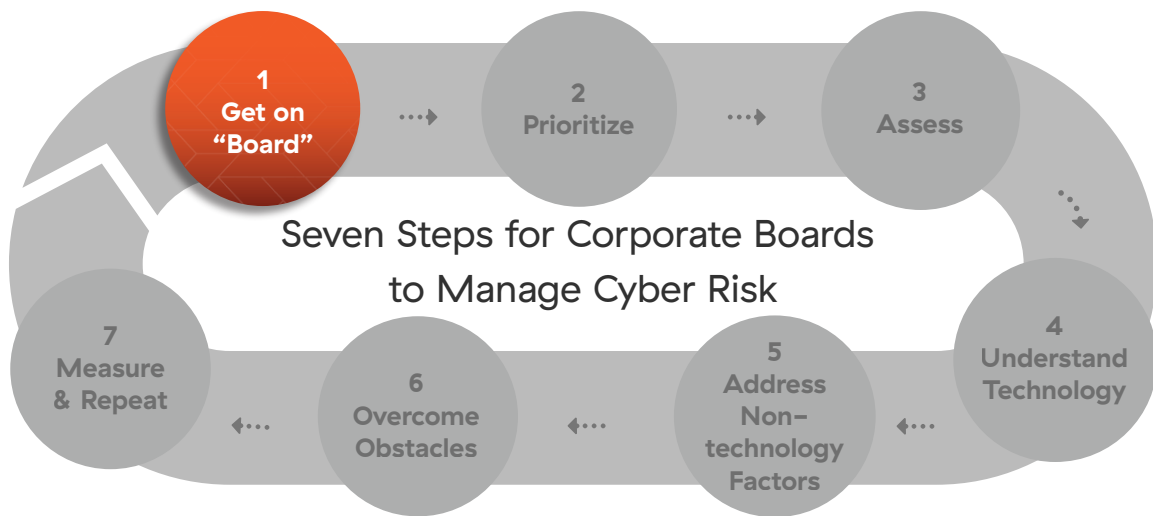 1
Get on
“Board”
2
Prioritize
3
Assess
Seven Steps for Corporate Boards
to Manage Cyber Risk
4
Understand
Technology
5
Address
Non-
technology
Factors
6
Overcome
Obstacles
7
Measure
& Repeat